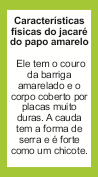 Características
físicas do jacaré
do papo amarelo
Ele tem o couro
da barriga
amarelado e o
corpo coberto por
placas muito
duras. A cauda
tem a forma de
serra e é forte
como um chicote.